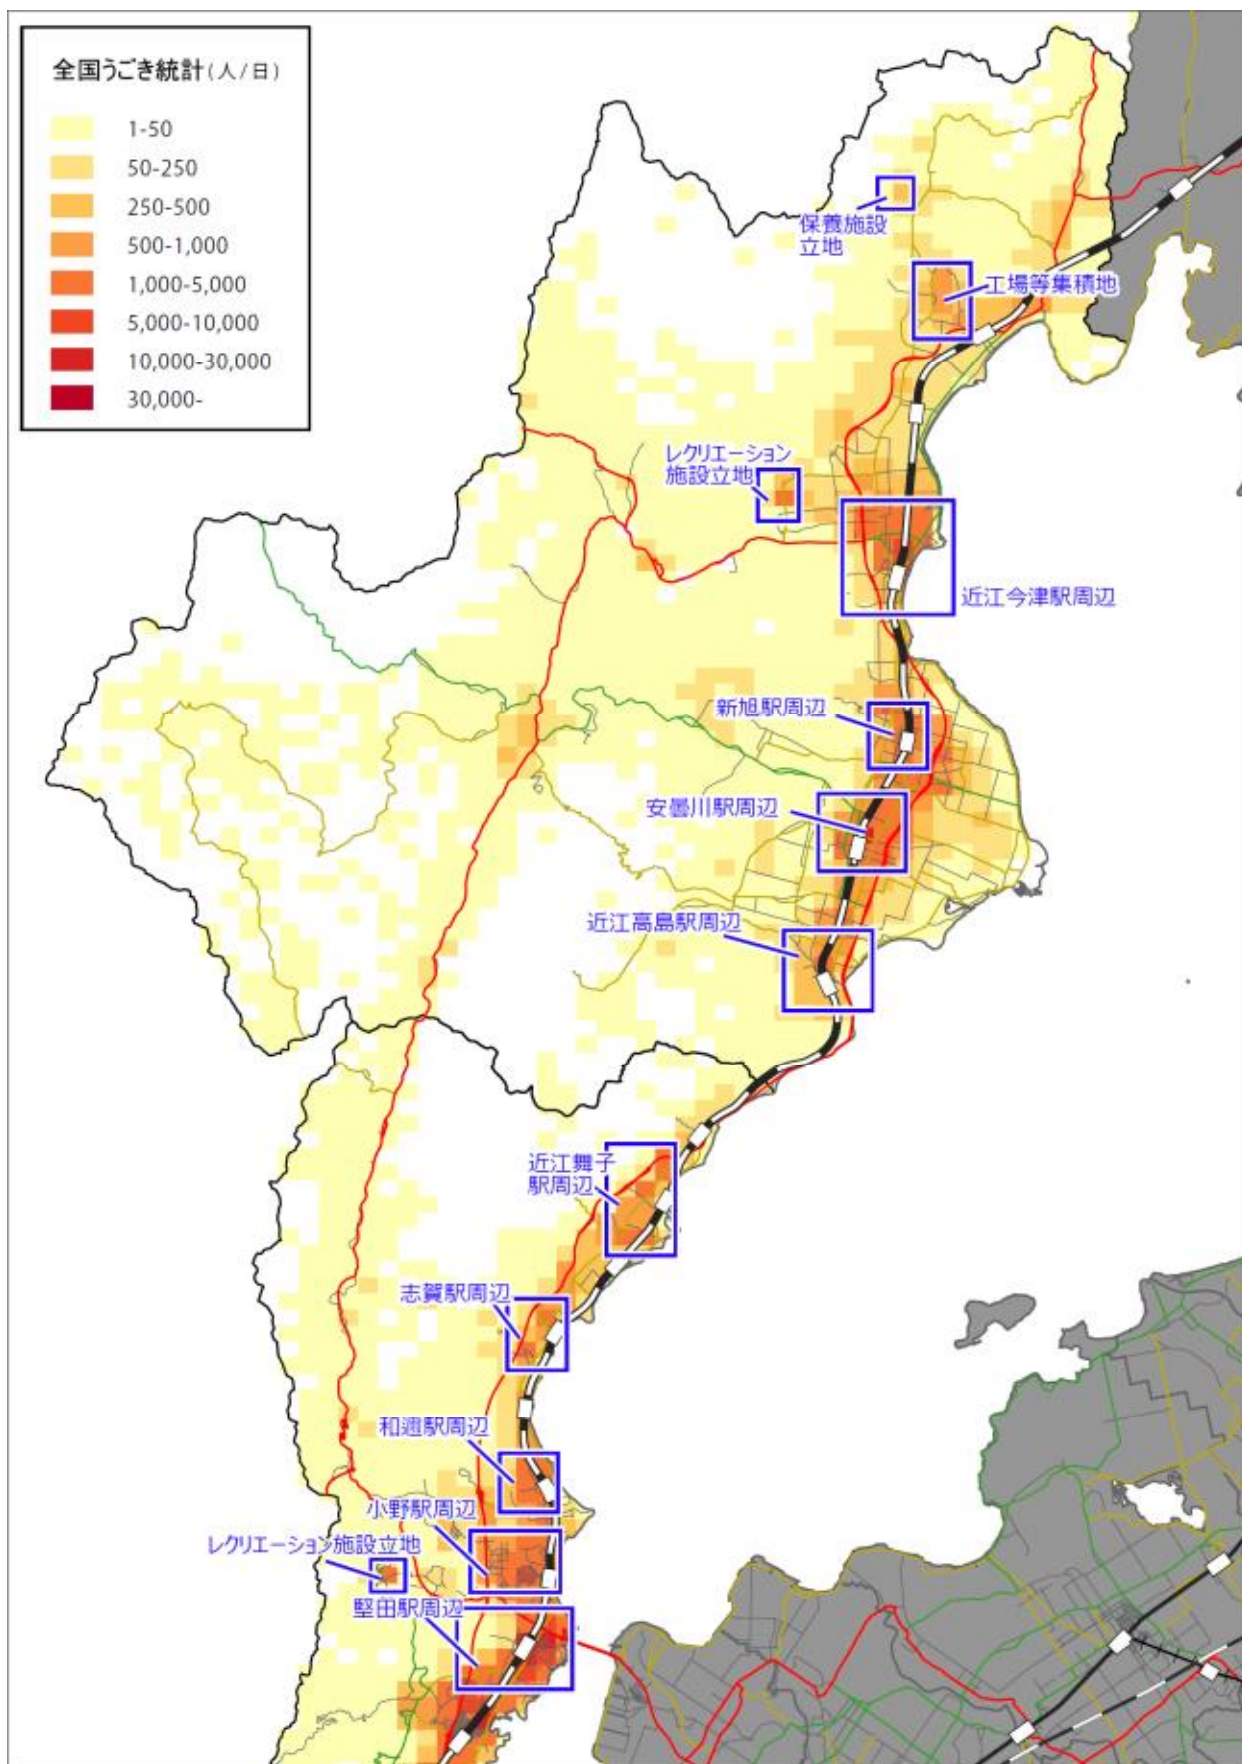 全国うごき統計(人/日)
1-50
50-250
250-500
500-1,000
1,000-5,000
5,000-10,000
10,000-30,000
30,000-
保養施設
立地
工場等集積地
レクリエーション
施設立地
近江今津駅周辺
新旭駅周辺
安曇川駅周辺
近江高島駅周辺
近江舞子
駅周辺
志賀駅周辺
和邇駅周辺
小野駅周辺
レクリエーション施設立地
堅田駅周辺